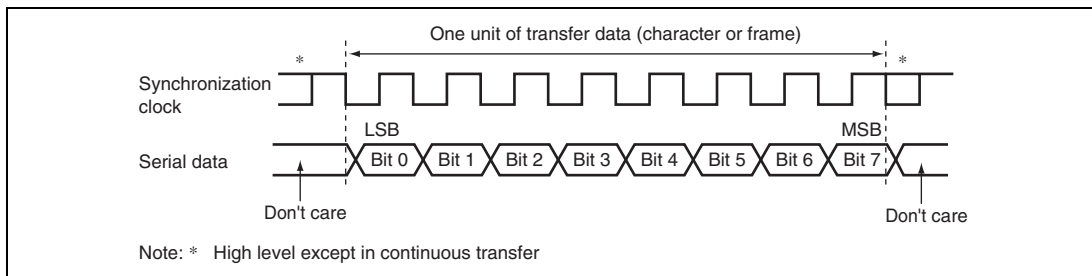 One unit of transfer data (character or frame)
* *
Synchronization
clock
LSB MSB
Serial data Bit 0 Bit 1 Bit 2 Bit 3 Bit 4 Bit 5 Bit 6 Bit 7
Don't care Don't care
Note: * High level except in continuous transfer